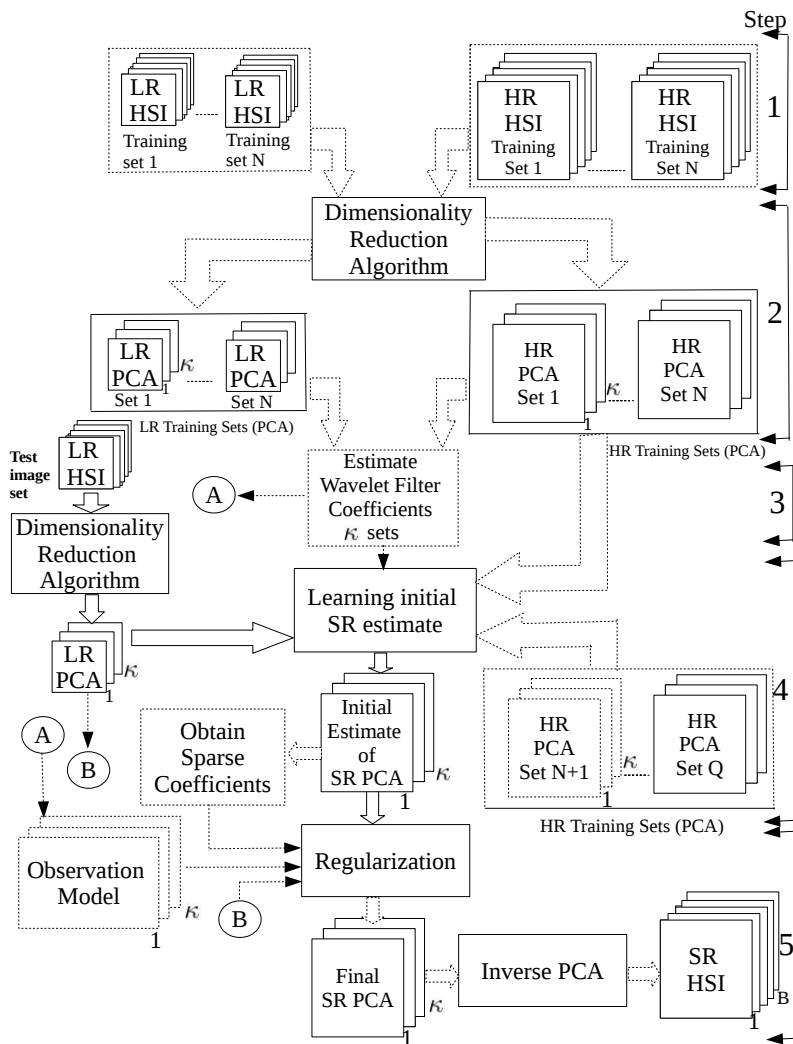 Step
LR
HSI
Training
set 1
......
LR
HSI
Training
set N
HR
HSI
Training
Set 1
......
HR
HSI
Training
Set N
1
Dimensionality
Reduction
Algorithm
2
LR
PCA
1
κ
Set 1
......
LR
PCA
Set N
LR Training Sets (PCA)
HR
PCA
Set 1
1
κ
......
HR
PCA
Set N
HR Training Sets (PCA)
Test
image
set
LR
HSI
A
Estimate
Wavelet Filter
Coefficients
κ sets
3
Dimensionality
Reduction
Algorithm
Learning initial
SR estimate
LR
PCA
κ
1
HR
PCA
Set N+1
κ
1
......
HR
PCA
Set Q
4
HR Training Sets (PCA)
A
B
Obtain
Sparse
Coefficients
Initial
Estimate
of
SR PCA
κ
1
Observation
Model
κ
1
B
Regularization
Final
SR PCA
κ
1
Inverse PCA
SR
HSI
B
1
5